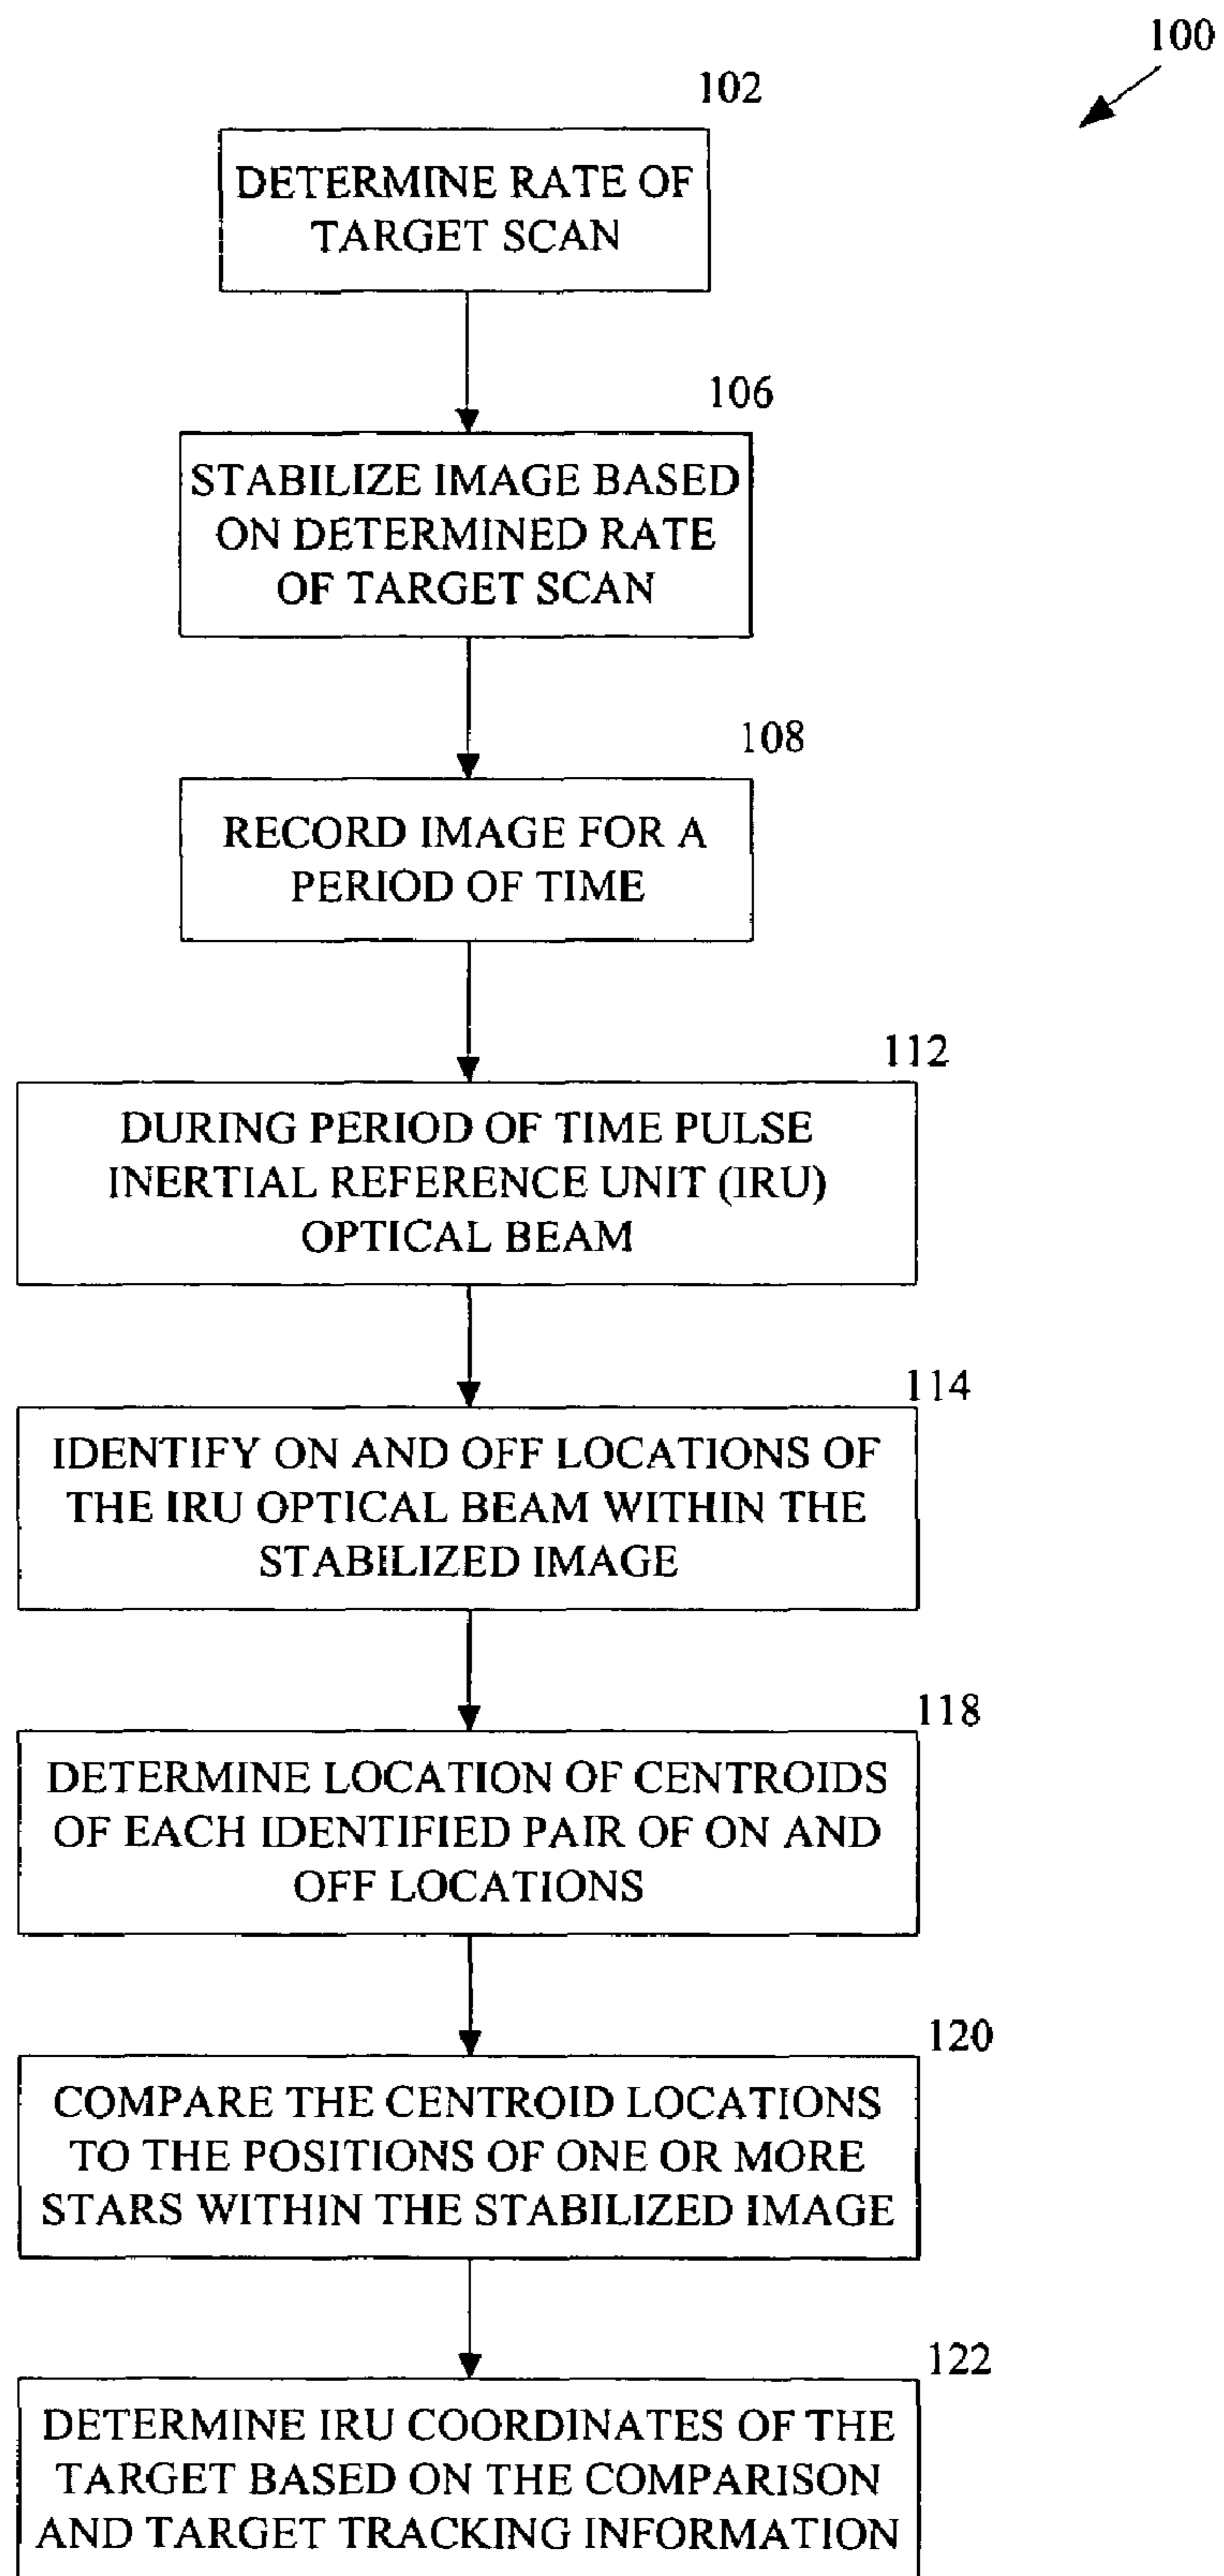 100
102
DETERMINE RATE OF
TARGET SCAN
106
STABILIZE IMAGE BASED
ON DETERMINED RATE
OF TARGET SCAN
108
RECORD IMAGE FOR A
PERIOD OF TIME
112
DURING PERIOD OF TIME PULSE
INERTIAL REFERENCE UNIT (IRU)
OPTICAL BEAM
114
IDENTIFY ON AND OFF LOCATIONS OF
THE IRU OPTICAL BEAM WITHIN THE
STABILIZED IMAGE
118
DETERMINE LOCATION OF CENTROIDS
OF EACH IDENTIFIED PAIR OF ON AND
OFF LOCATIONS
120
COMPARE THE CENTROID LOCATIONS
TO THE POSITIONS OF ONE OR MORE
STARS WITHIN THE STABILIZED IMAGE
122
DETERMINE IRU COORDINATES OF THE
TARGET BASED ON THE COMPARISON
AND TARGET TRACKING INFORMATION